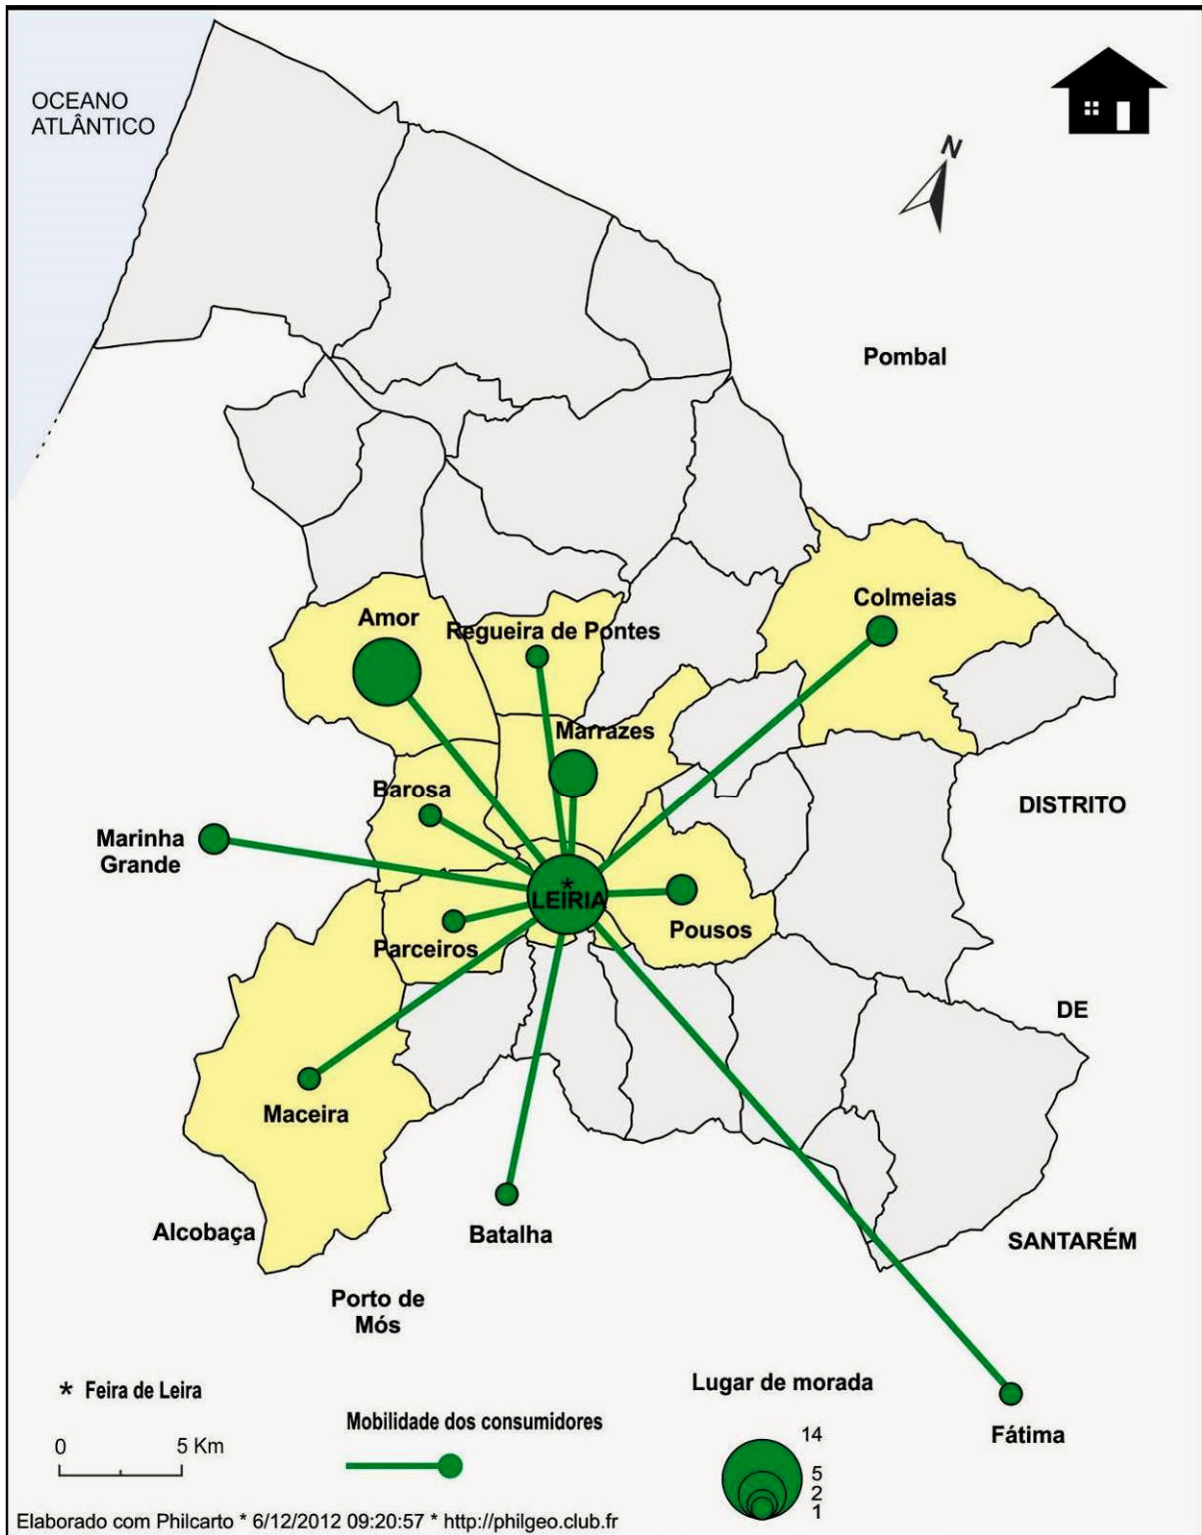 OCEANO
ATLÂNTICO
N
Pombal
Colmeias
Amor
Regueira de Pontes
Marrazes
Barosa
DISTRITO
Marinha
Grande
LEIRIA
*
Pousos
Parceiros
DE
Maceira
Alcobaça
Batalha
SANTARÉM
Porto de
Mós
* Feira de Leira
Lugar de morada
Mobilidade dos consumidores
Fátima
0 5 Km
14
5
2
1
Elaborado com Philcarto * 6/12/2012 09:20:57 * http://philgeo.club.fr